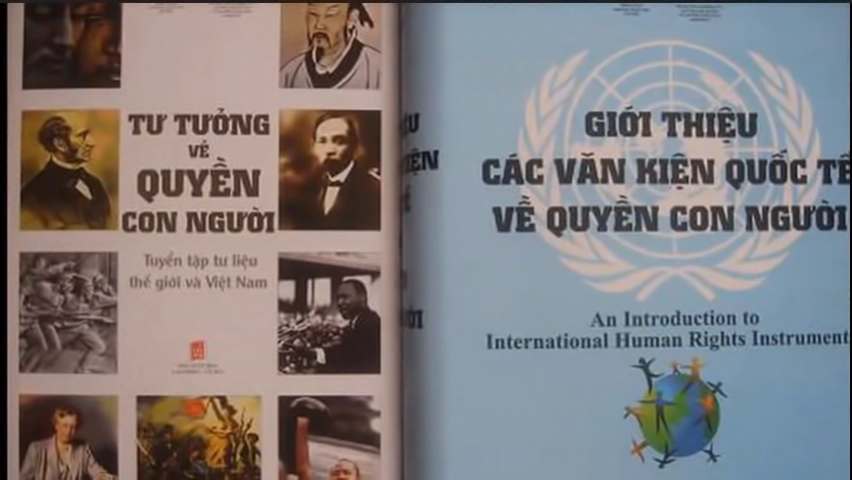 TƯ TƯỞNG
VỀ
QUYỀN
CON NGƯỜI
Tuyển tập tư liệu
thế giới và Việt Nam
GIỚI THIỆU
CÁC VĂN KIỆN QUỐC TẾ
VỀ QUYỀN CON NGƯỜI
An Introduction to
International Human Rights Instrument